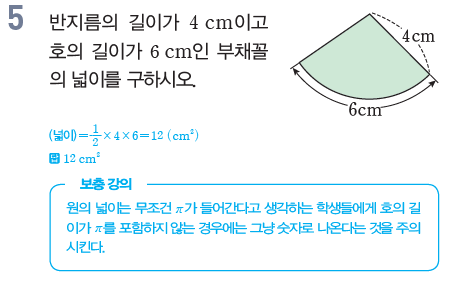 5 반지름의 길이가 4 cm이고
호의 길이가 6 cm인 부채꼴
의 넓이를 구하시오.
4cm
6cm
(넓이)=1/2×4×6=12 (cm²)
답 12 cm²
보충 강의
원의 넓이는 무조건 π가 들어간다고 생각하는 학생들에게 호의 길
이가 π를 포함하지 않는 경우에는 그냥 숫자로 나온다는 것을 주의
시킨다.